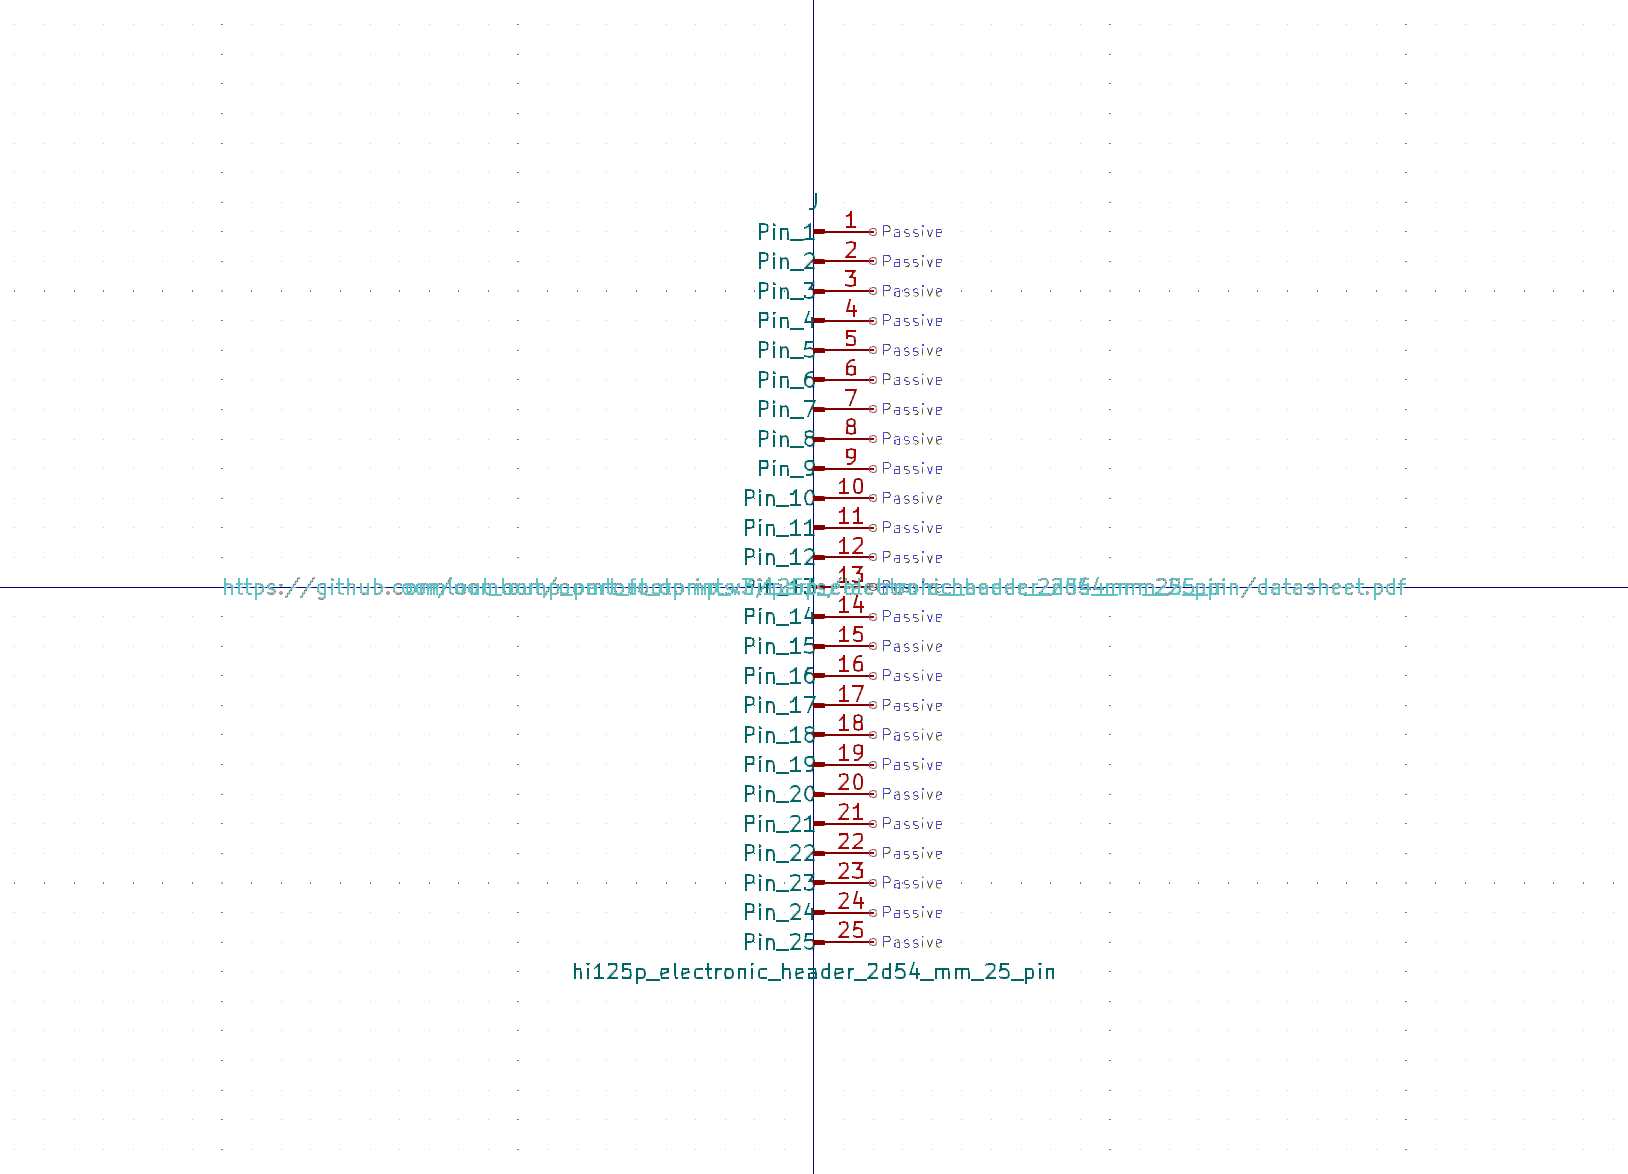 J
Pin_1 1 Passive
Pin_2 2 Passive
Pin_3 3 Passive
Pin_4 4 Passive
Pin_5 5 Passive
Pin_6 6 Passive
Pin_7 7 Passive
Pin_8 8 Passive
Pin_9 9 Passive
Pin_10 10 Passive
Pin_11 11 Passive
Pin_12 12 Passive
13
https://github. /datasheet.pdf
Pin_14 14 Passive
Pin_15 15 Passive
Pin_16 16 Passive
Pin_17 17 Passive
Pin_18 18 Passive
Pin_19 19 Passive
Pin_20 20 Passive
Pin_21 21 Passive
Pin_22 22 Passive
Pin_23 23 Passive
Pin_24 24 Passive
Pin_25 25 Passive
hi125p_electronic_header_2d54_mm_25_pin